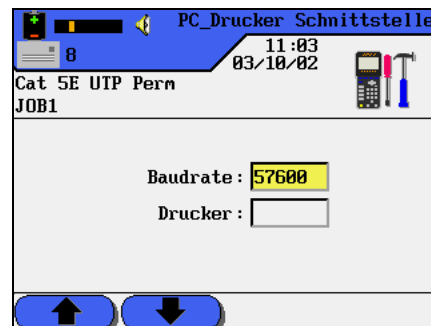 PC_Drucker Schnittstelle
8
11:03
03/10/02
Cat 5E UTP Perm
JOB1
Baudrate: 57600
Drucker: